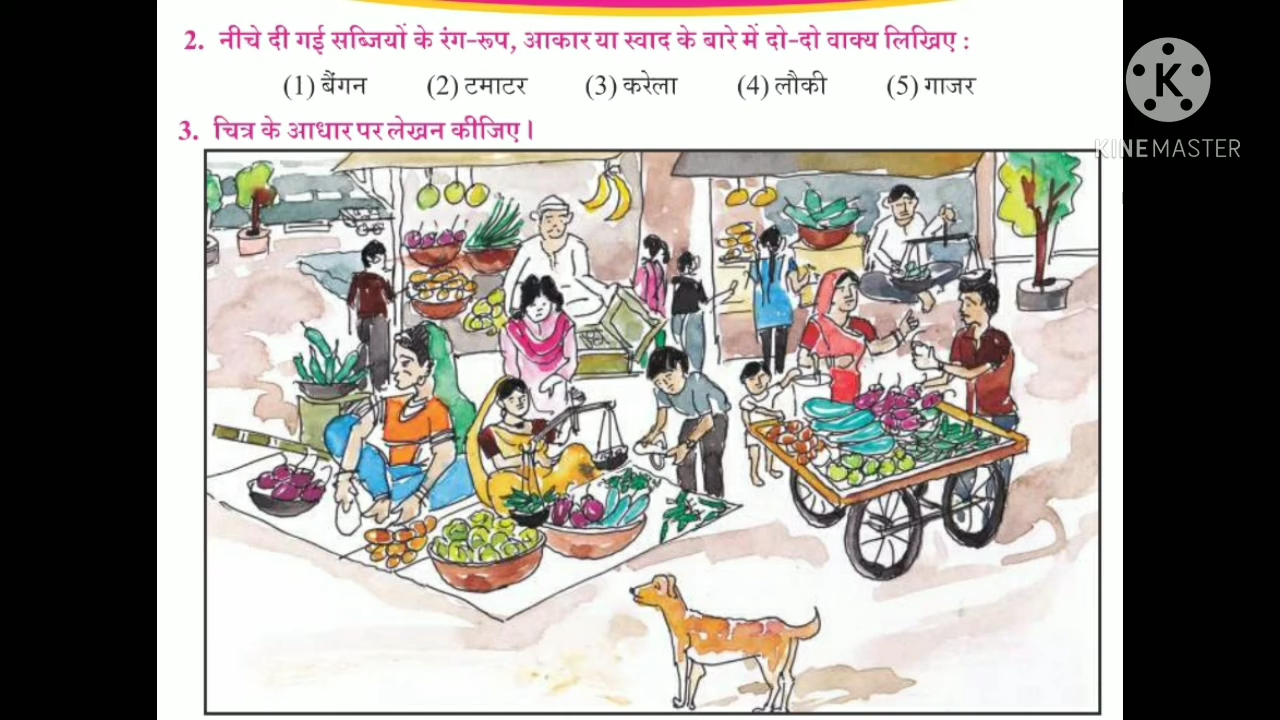 2. नीचे दी गई सब्जियों के रंग-रूप, आकार या स्वाद के बारे में दो-दो वाक्य लिखिए :
(1) बैंगन (2) टमाटर (3) करेला (4) लौकी (5) गाजर
3. चित्र के आधार पर लेखन कीजिए।
K
KINEMASTER